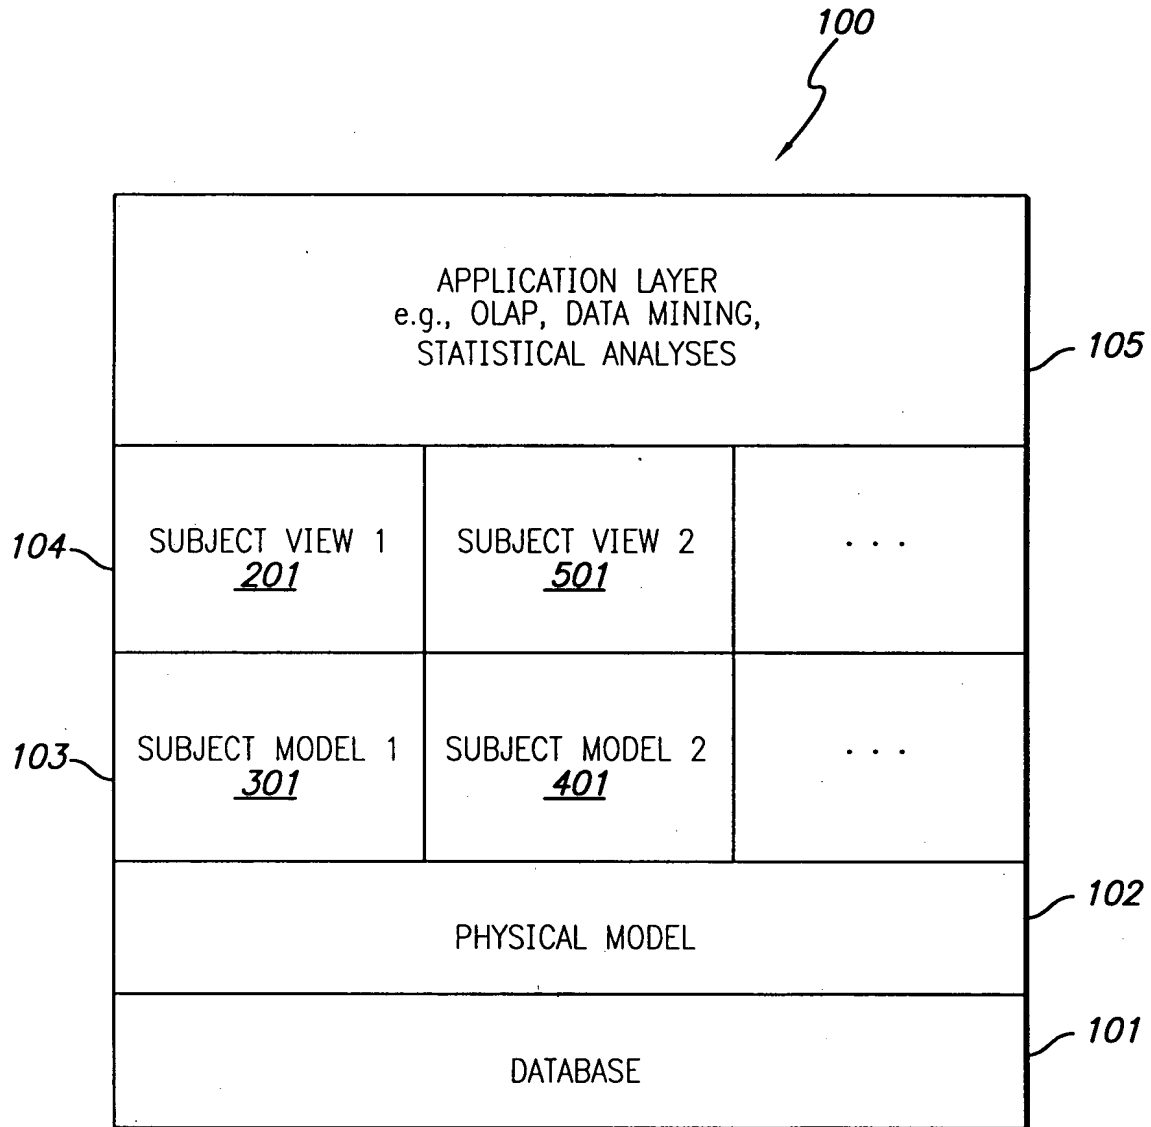 100
APPLICATION LAYER
e.g., OLAP, DATA MINING,
STATISTICAL ANALYSES
105
104
SUBJECT VIEW 1
201
SUBJECT VIEW 2
501
. . .
103
SUBJECT MODEL 1
301
SUBJECT MODEL 2
401
. . .
102
PHYSICAL MODEL
101
DATABASE